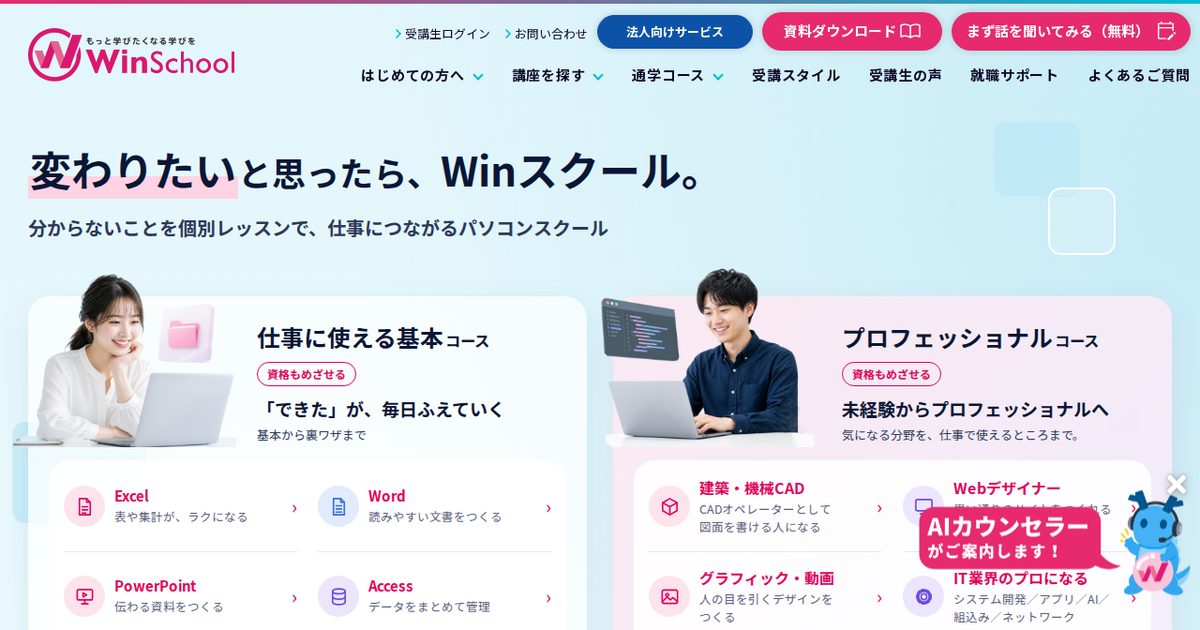 もっと学びたくなる学びを
WinSchool
受講生ログイン
お問い合わせ
法人向けサービス
資料ダウンロード
まず話を聞いてみる（無料）
はじめての方へ
講座を探す
通学コース
受講スタイル
受講生の声
就職サポート
よくあるご質問
変わりたいと思ったら、Winスクール。
分からないことを個別レッスンで、仕事につながるパソコンスクール
仕事に使える基本コース
資格もめざせる
「できた」が、毎日ふえていく
基本から裏ワザまで
Excel
表や集計が、ラクになる
Word
読みやすい文書をつくる
PowerPoint
伝わる資料をつくる
Access
データをまとめて管理
プロフェッショナルコース
資格もめざせる
未経験からプロフェッショナルへ
気になる分野を、仕事で使えるところまで。
建築・機械CAD
CADオペレーターとして
図面を書ける人になる
Webデザイナー
グラフィック・動画
人の目を引くデザインを
つくる
IT業界のプロになる
システム開発／アプリ／AI／
組込み／ネットワーク
AIカウンセラー
がご案内します！
W